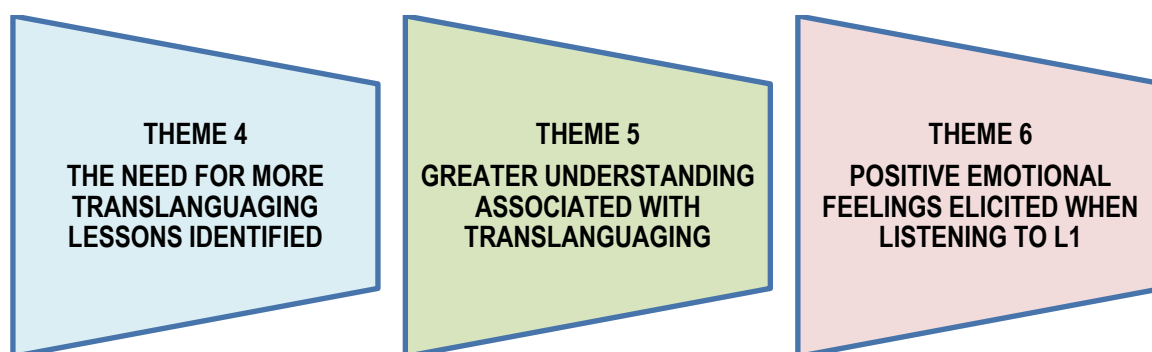 THEME 4
THE NEED FOR MORE
TRANSLANGUAGING
LESSONS IDENTIFIED
THEME 5
GREATER UNDERSTANDING
ASSOCIATED WITH
TRANSLANGUAGING
THEME 6
POSITIVE EMOTIONAL
FEELINGS ELICITED WHEN
LISTENING TO L1